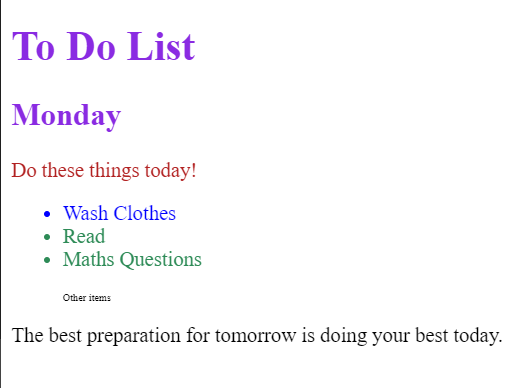 To Do List
Monday
Do these things today!
Wash Clothes
Read
Maths Questions
Other items
The best preparation for tomorrow is doing your best today.